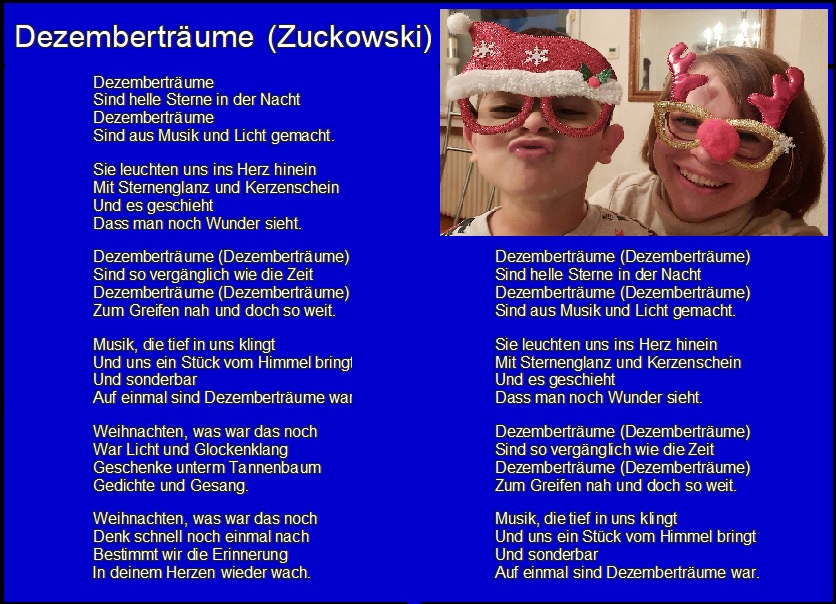 Dezemberträume (Zuckowski)
Dezemberträume
Sind helle Sterne in der Nacht
Dezemberträume
Sind aus Musik und Licht gemacht.
Sie leuchten uns ins Herz hinein
Mit Sternenglanz und Kerzenschein
Und es geschieht
Dass man noch Wunder sieht.
Dezemberträume (Dezemberträume)
Sind so vergänglich wie die Zeit
Dezemberträume (Dezemberträume)
Zum Greifen nah und doch so weit.
Musik, die tief in uns klingt
Und uns ein Stück vom Himmel bringt
Und sonderbar
Auf einmal sind Dezemberträume war
Weihnachten, was war das noch
War Licht und Glockenklang
Geschenke unterm Tannenbaum
Gedichte und Gesang.
Weihnachten, was war das noch
Denk schnell noch einmal nach
Bestimmt wir die Erinnerung
In deinem Herzen wieder wach.
Dezemberträume (Dezemberträume)
Sind helle Sterne in der Nacht
Dezemberträume (Dezemberträume)
Sind aus Musik und Licht gemacht.
Sie leuchten uns ins Herz hinein
Mit Sternenglanz und Kerzenschein
Und es geschieht
Dass man noch Wunder sieht.
Dezemberträume (Dezemberträume)
Sind so vergänglich wie die Zeit
Dezemberträume (Dezemberträume)
Zum Greifen nah und doch so weit.
Musik, die tief in uns klingt
Und uns ein Stück vom Himmel bringt
Und sonderbar
Auf einmal sind Dezemberträume war.